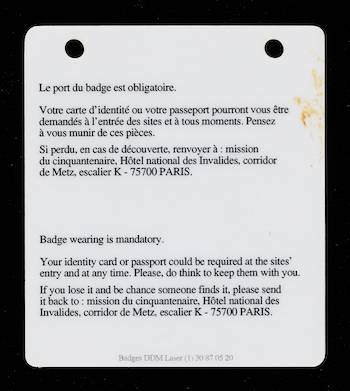 Le port du badge est obligatoire.
Votre carte d'identité ou votre passeport pourront vous être
demandés à l'entrée des sites et à tous moments. Pensez
à vous munir de ces pièces.
Si perdu, en cas de découverte, renvoyer à : mission
du cinquantenaire, Hôtel national des Invalides, corridor
de Metz, escalier K - 75700 PARIS.
Badge wearing is mandatory.
Your identity card or passport could be required at the sites'
entry and at any time. Please, do think to keep them with you.
If you lose it and be chance someone finds it, please send
it back to : mission du cinquantenaire, Hôtel national des
Invalides, corridor de Metz, escalier K - 75700 PARIS.
Badges DDM Laser (1) 30 87 05 20